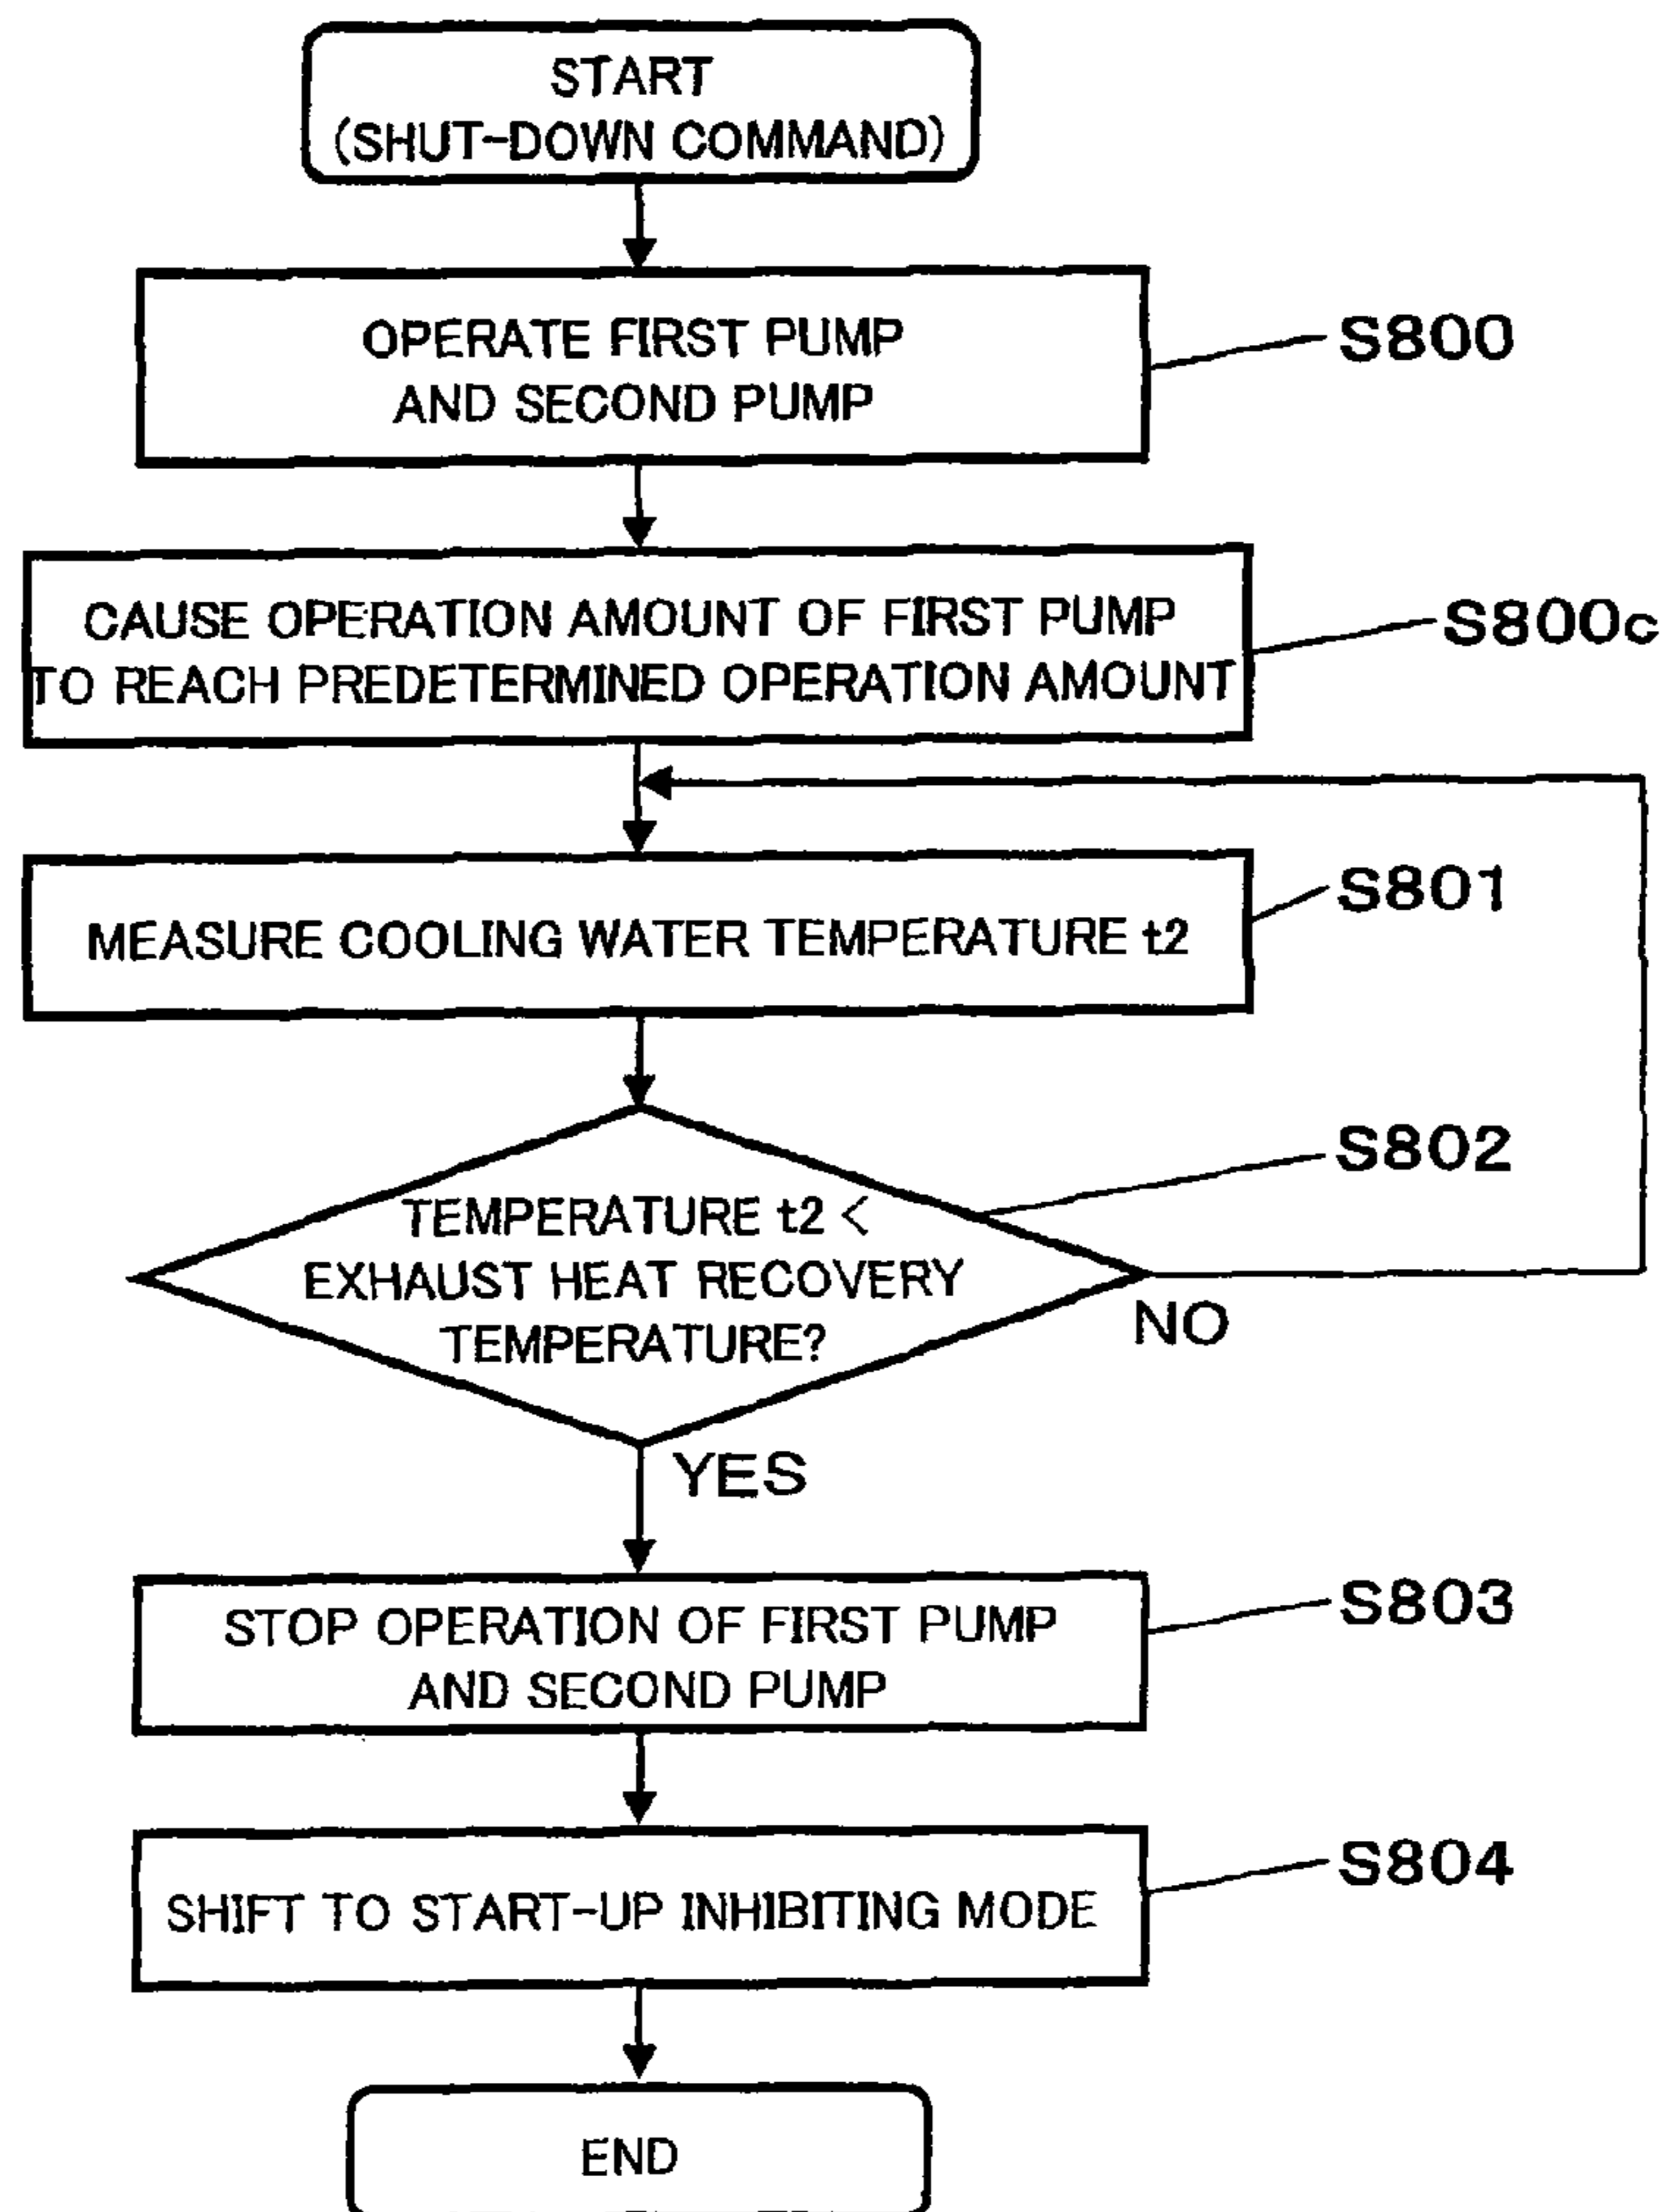 START
(SHUT-DOWN COMMAND)
OPERATE FIRST PUMP
AND SECOND PUMP
S800
CAUSE OPERATION AMOUNT OF FIRST PUMP
TO REACH PREDETERMINED OPERATION AMOUNT
S800c
MEASURE COOLING WATER TEMPERATURE t2
S801
TEMPERATURE t2 <
EXHAUST HEAT RECOVERY
TEMPERATURE?
S802
NO
YES
STOP OPERATION OF FIRST PUMP
AND SECOND PUMP
S803
SHIFT TO START-UP INHIBITING MODE
S804
END